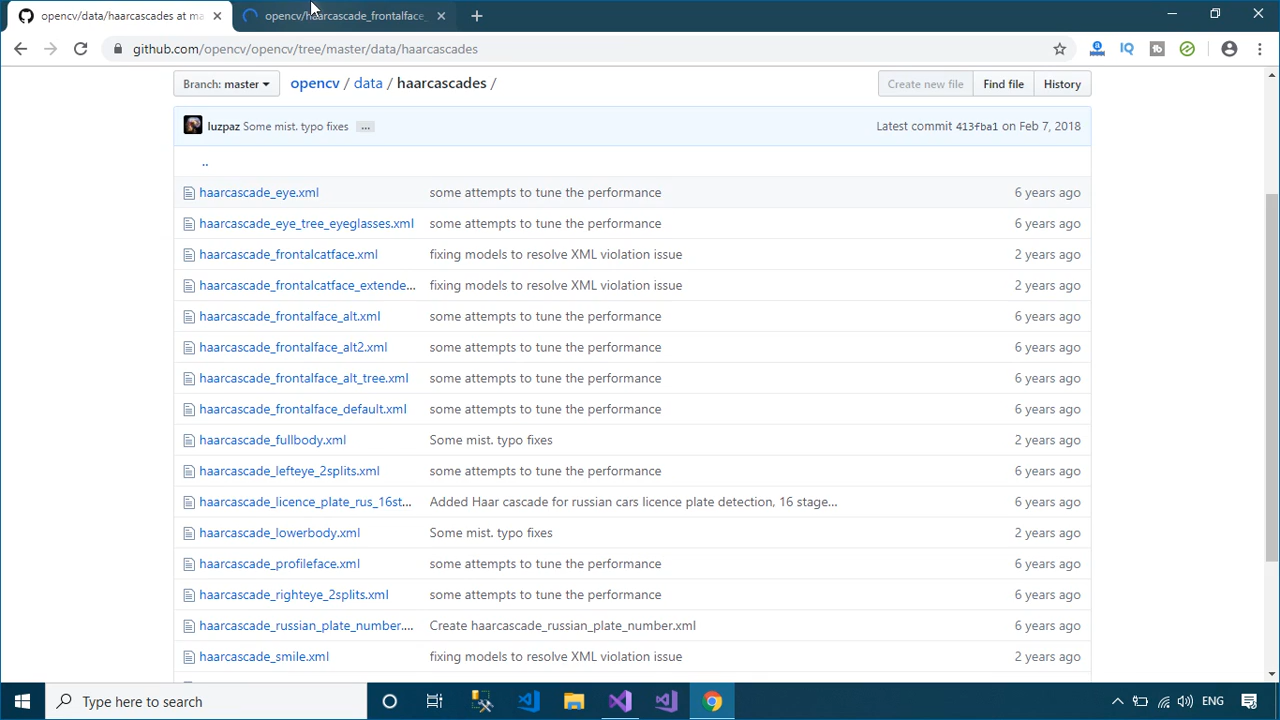 opencv/data/haarcascades at ma
opencv/haarcascade_frontalface_
github.com/opencv/opencv/tree/master/data/haarcascades
Branch: master
opencv / data / haarcascades /
Create new file
Find file
History
luzpaz Some mist. typo fixes ...
Latest commit 413fba1 on Feb 7, 2018
..
haarcascade_eye.xml some attempts to tune the performance 6 years ago
haarcascade_eye_tree_eyeglasses.xml some attempts to tune the performance 6 years ago
haarcascade_frontalcatface.xml fixing models to resolve XML violation issue 2 years ago
haarcascade_frontalcatface_extende... fixing models to resolve XML violation issue 2 years ago
haarcascade_frontalface_alt.xml some attempts to tune the performance 6 years ago
haarcascade_frontalface_alt2.xml some attempts to tune the performance 6 years ago
haarcascade_frontalface_alt_tree.xml some attempts to tune the performance 6 years ago
haarcascade_frontalface_default.xml some attempts to tune the performance 6 years ago
haarcascade_fullbody.xml Some mist. typo fixes 2 years ago
haarcascade_lefteye_2splits.xml some attempts to tune the performance 6 years ago
haarcascade_licence_plate_rus_16st... Added Haar cascade for russian cars licence plate detection, 16 stage... 6 years ago
haarcascade_lowerbody.xml Some mist. typo fixes 2 years ago
haarcascade_profileface.xml some attempts to tune the performance 6 years ago
haarcascade_righteye_2splits.xml some attempts to tune the performance 6 years ago
haarcascade_russian_plate_number.... Create haarcascade_russian_plate_number.xml 6 years ago
haarcascade_smile.xml fixing models to resolve XML violation issue 2 years ago
Type here to search
ENG